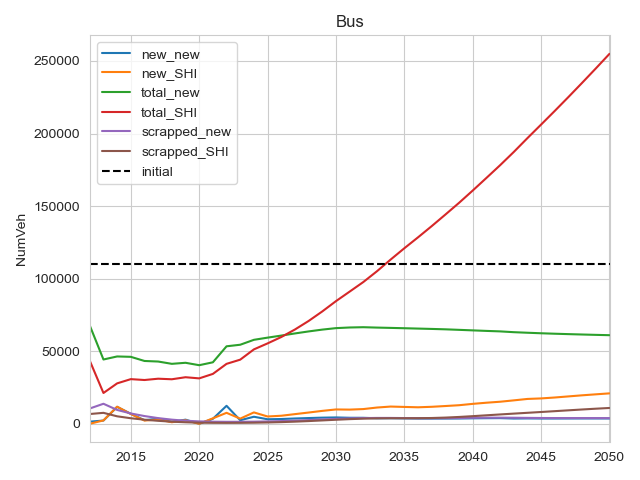 Bus
250000
200000
150000
100000
50000
0
NumVeh
new_new
new_SHI
total_new
total_SHI
scrapped_new
scrapped_SHI
initial
2015 2020 2025 2030 2035 2040 2045 2050